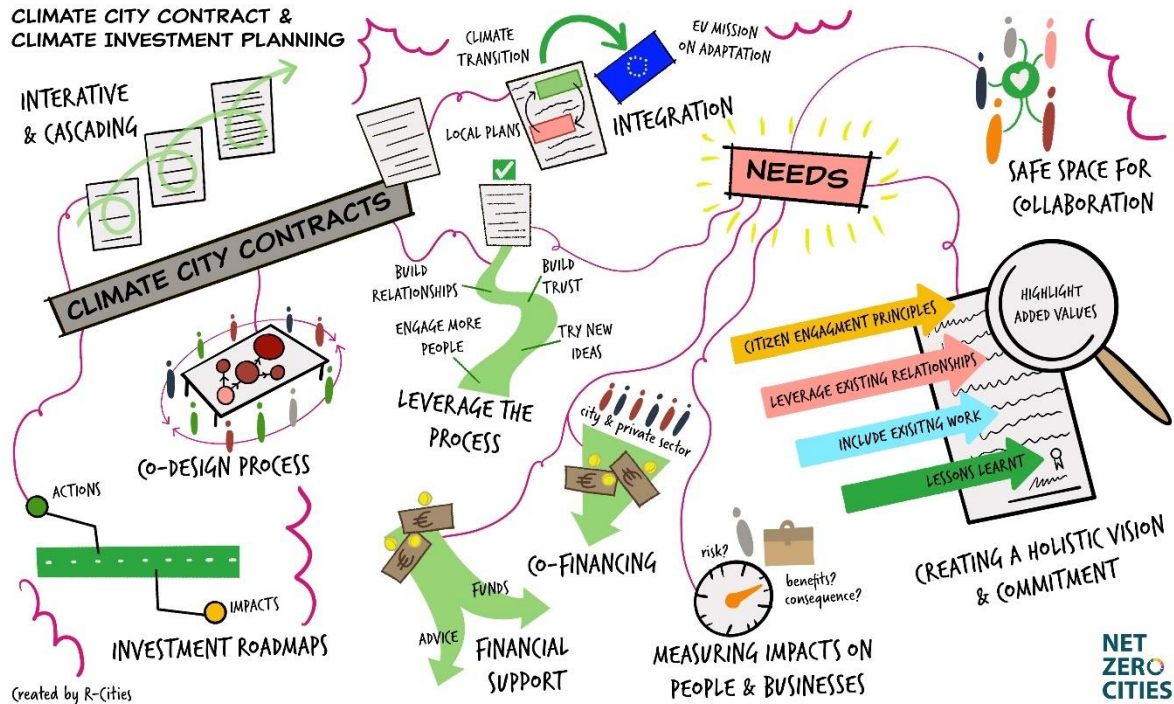 CLIMATE CITY CONTRACT &
CLIMATE INVESTMENT PLANNING
INTERATIVE
& CASCADING
CLIMATE
TRANSITION
EU MISSION
ON ADAPTATION
LOCAL PLANS
INTEGRATION
NEEDS
SAFE SPACE FOR
COLLABORATION
CLIMATE CITY CONTRACTS
BUILD
RELATIONSHIPS
BUILD
TRUST
ENGAGE MORE
PEOPLE
TRY NEW
IDEAS
LEVERAGE THE
PROCESS
HIGHLIGHT
ADDED VALUES
CITIZEN ENGAGMENT PRINCIPLES
LEVERAGE EXISTING RELATIONSHIPS
INCLUDE EXISITNG WORK
LESSONS LEARNT
CREATING A HOLISTIC VISION
& COMMITMENT
CO-DESIGN PROCESS
city & private sector
€
€
CO-FINANCING
ACTIONS
IMPACTS
INVESTMENT ROADMAPS
€
€
FUNDS
ADVICE
FINANCIAL
SUPPORT
risk?
benefits?
consequence?
MEASURING IMPACTS ON
PEOPLE & BUSINESSES
Created by R-Cities
NET
ZERO
CITIES